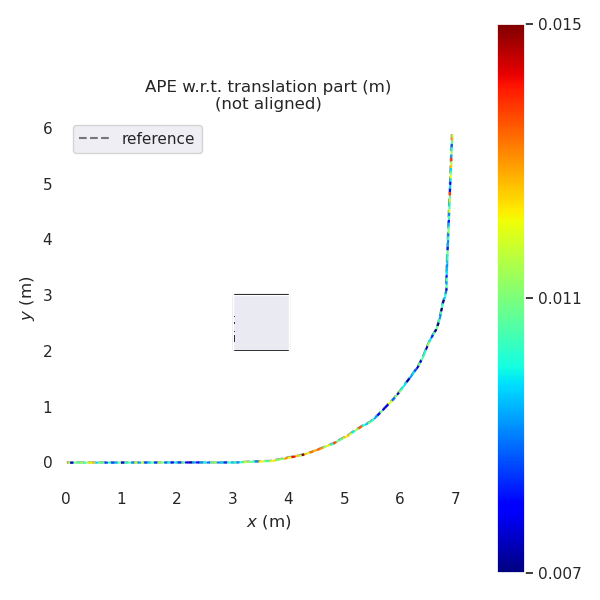 APE w.r.t. translation part (m)
(not aligned)
reference
6
5
4
3
2
1
0
y (m)
0 1 2 3 4 5 6 7
x (m)
0.015
0.011
0.007